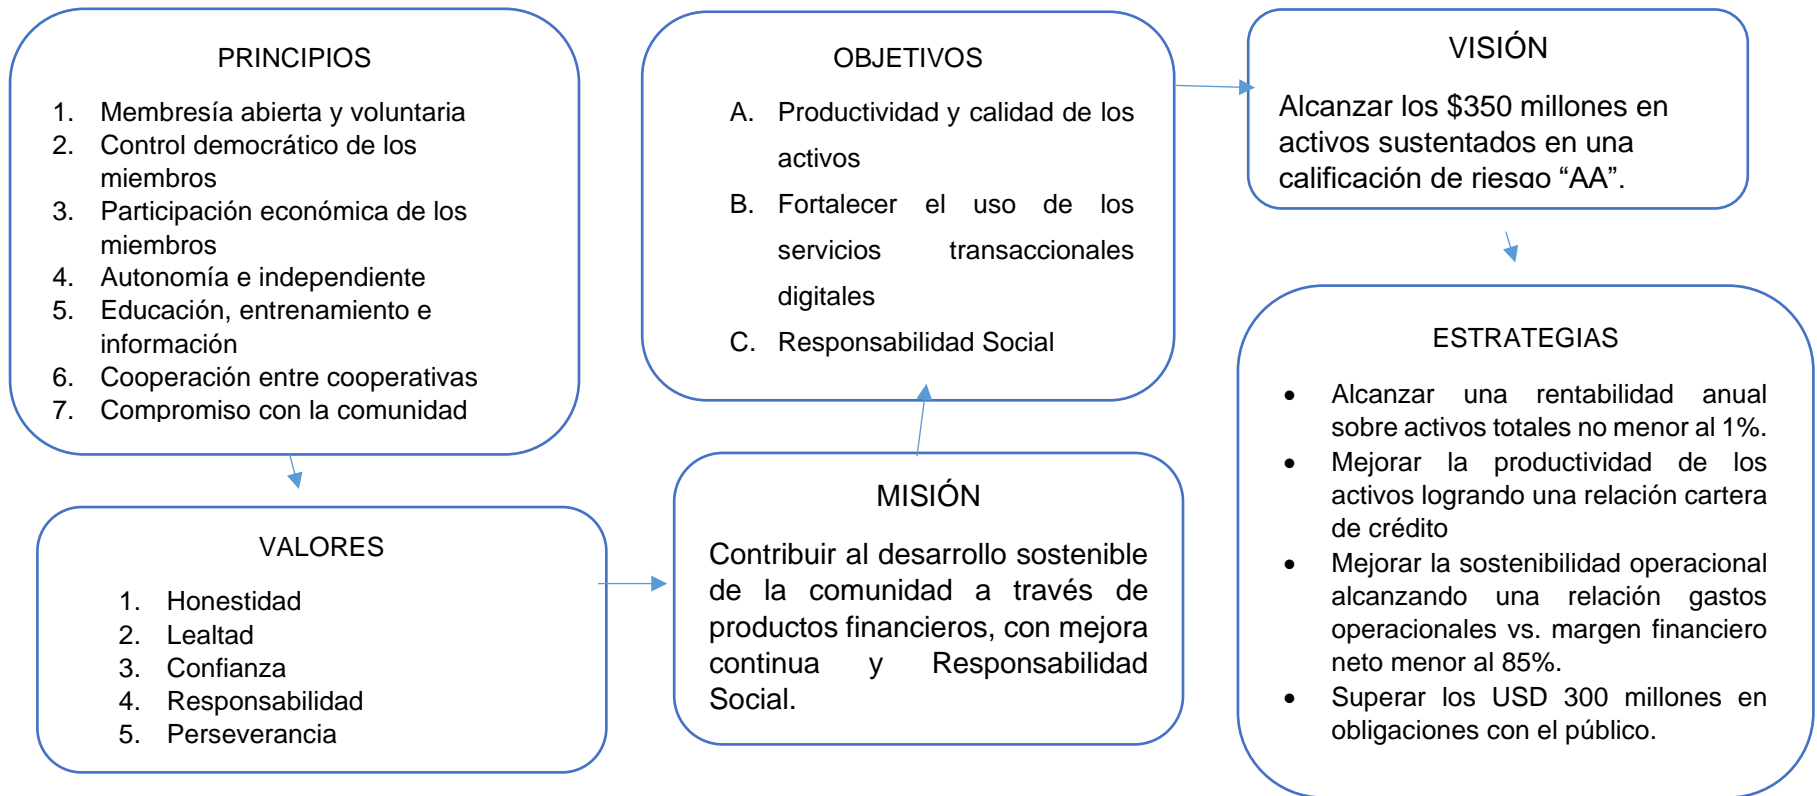 PRINCIPIOS
1. Membresía abierta y voluntaria
2. Control democrático de los
miembros
3. Participación económica de los
miembros
4. Autonomía e independiente
5. Educación, entrenamiento e
información
6. Cooperación entre cooperativas
7. Compromiso con la comunidad
VALORES
1. Honestidad
2. Lealtad
3. Confianza
4. Responsabilidad
5. Perseverancia
MISIÓN
Contribuir al desarrollo sostenible
de la comunidad a través de
productos financieros, con mejora
continua y Responsabilidad
Social.
OBJETIVOS
A. Productividad y calidad de los
activos
B. Fortalecer el uso de los
servicios transaccionales
digitales
C. Responsabilidad Social
VISIÓN
Alcanzar los $350 millones en
activos sustentados en una
calificación de riesgo “AA”.
ESTRATEGIAS
• Alcanzar una rentabilidad anual
sobre activos totales no menor al 1%.
• Mejorar la productividad de los
activos logrando una relación cartera
de crédito
• Mejorar la sostenibilidad operacional
alcanzando una relación gastos
operacionales vs. margen financiero
neto menor al 85%.
• Superar los USD 300 millones en
obligaciones con el público.